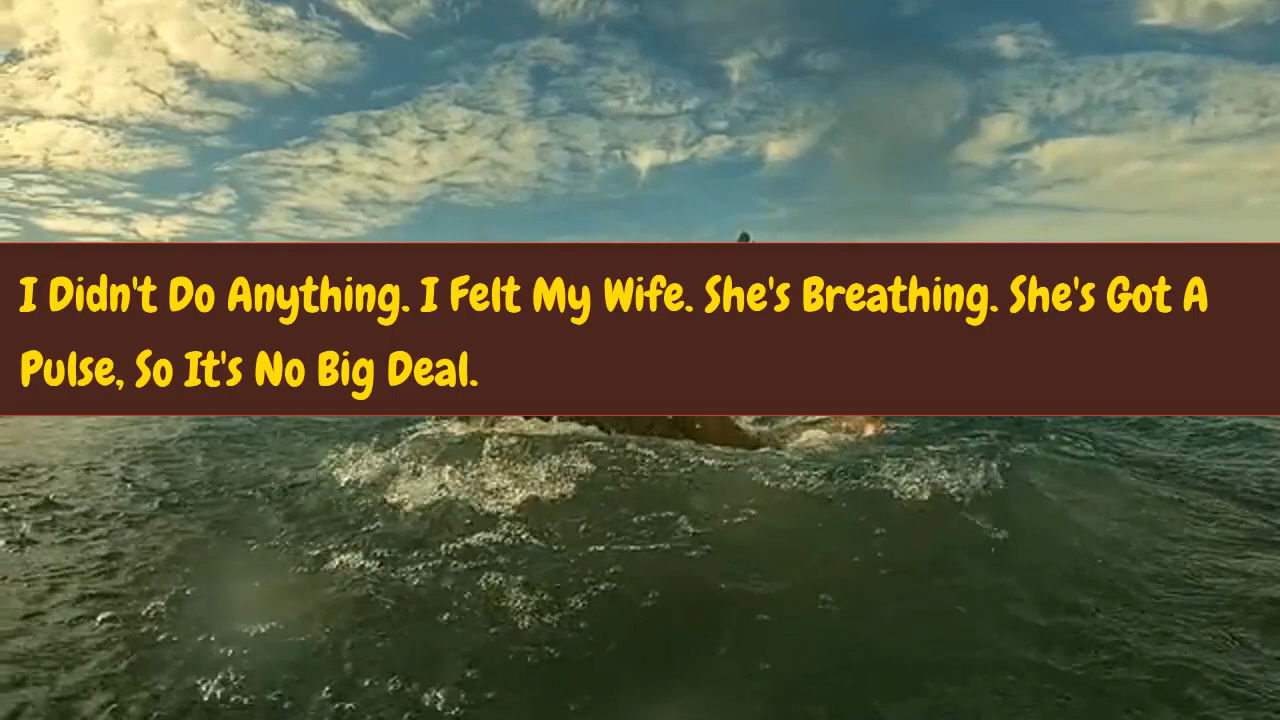 I Didn't Do Anything. I Felt My Wife. She's Breathing. She's Got A
Pulse, So It's No Big Deal.